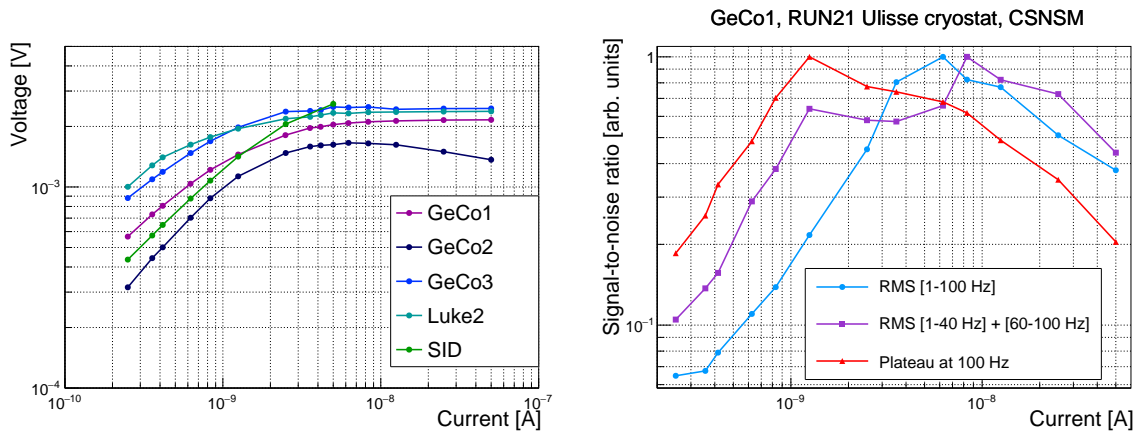 GeCo1, RUN21 Ulisse cryostat, CSNSM
Voltage [V]
10⁻³
10⁻⁴
10⁻¹⁰
10⁻⁹
10⁻⁸
10⁻⁷
Current [A]
GeCo1
GeCo2
GeCo3
Luke2
SID
Signal-to-noise ratio [arb. units]
1
10⁻¹
10⁻⁹
10⁻⁸
Current [A]
RMS [1-100 Hz]
RMS [1-40 Hz] + [60-100 Hz]
Plateau at 100 Hz